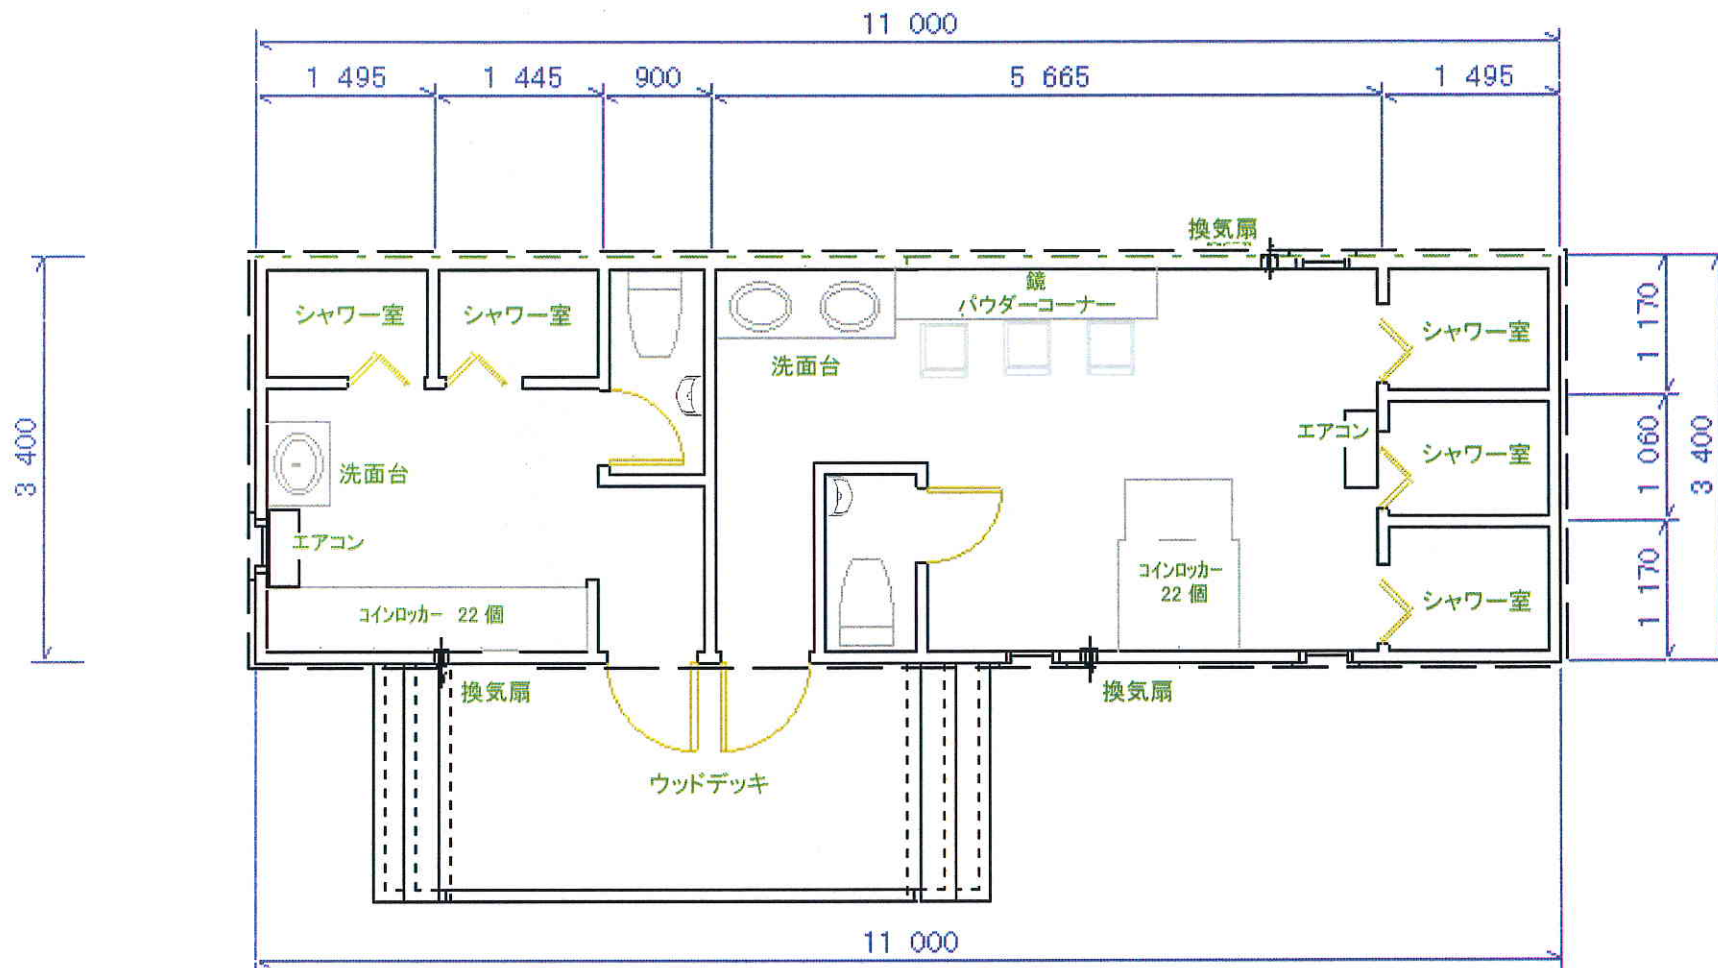 11 000
1 495
1 445
900
5 665
1 495
換気扇
シャワー室
シャワー室
鏡
パウダーコーナー
シャワー室
1 170
洗面台
3 400
洗面台
エアコン
シャワー室
1 060
3 400
エアコン
コインロッカー
22 個
シャワー室
1 170
コインロッカー 22 個
換気扇
換気扇
ウッドデッキ
11 000